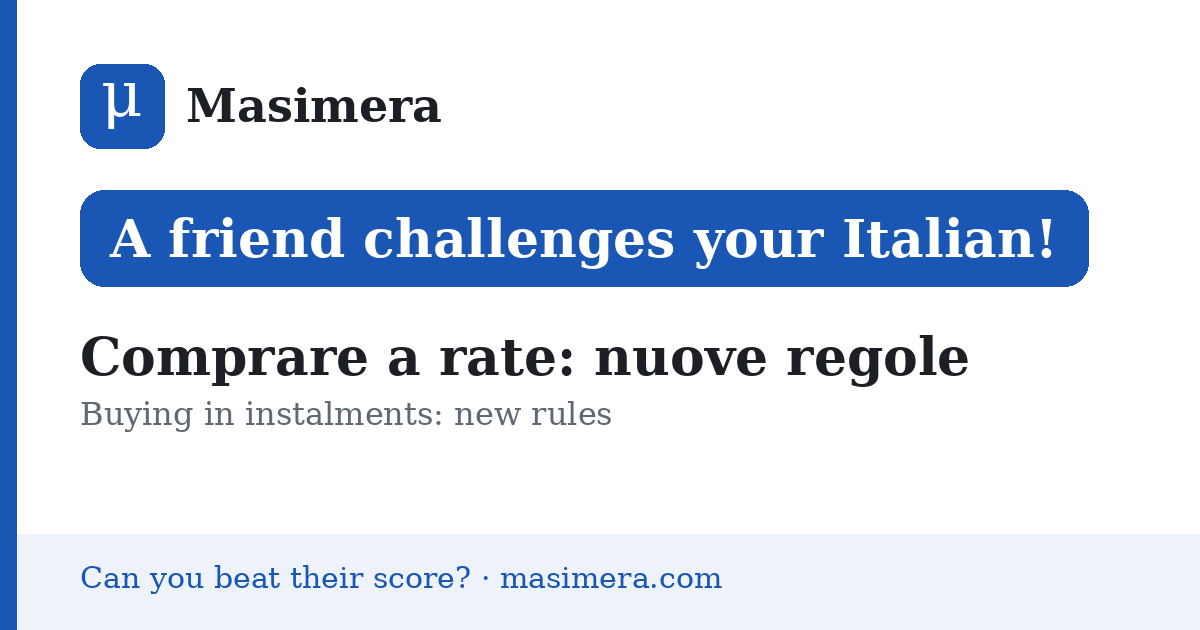 μ Masimera
A friend challenges your Italian!
Comprare a rate: nuove regole
Buying in instalments: new rules
Can you beat their score? · masimera.com